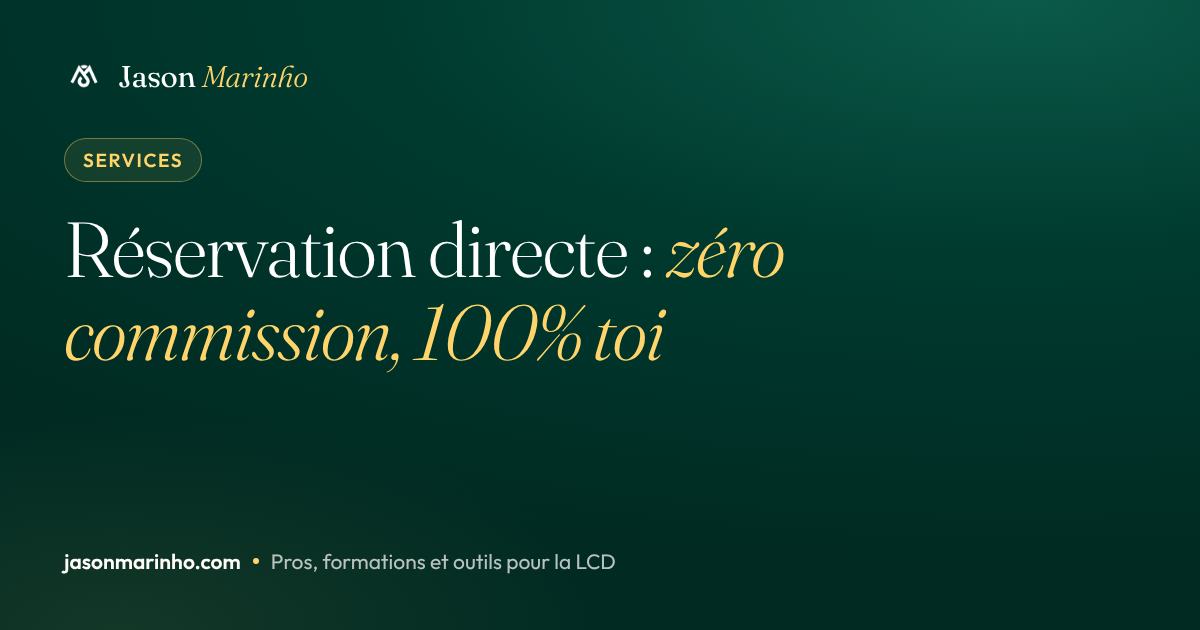 Jason Marinho
SERVICES
Réservation directe : zéro
commission, 100% toi
jasonmarinho.com • Pros, formations et outils pour la LCD